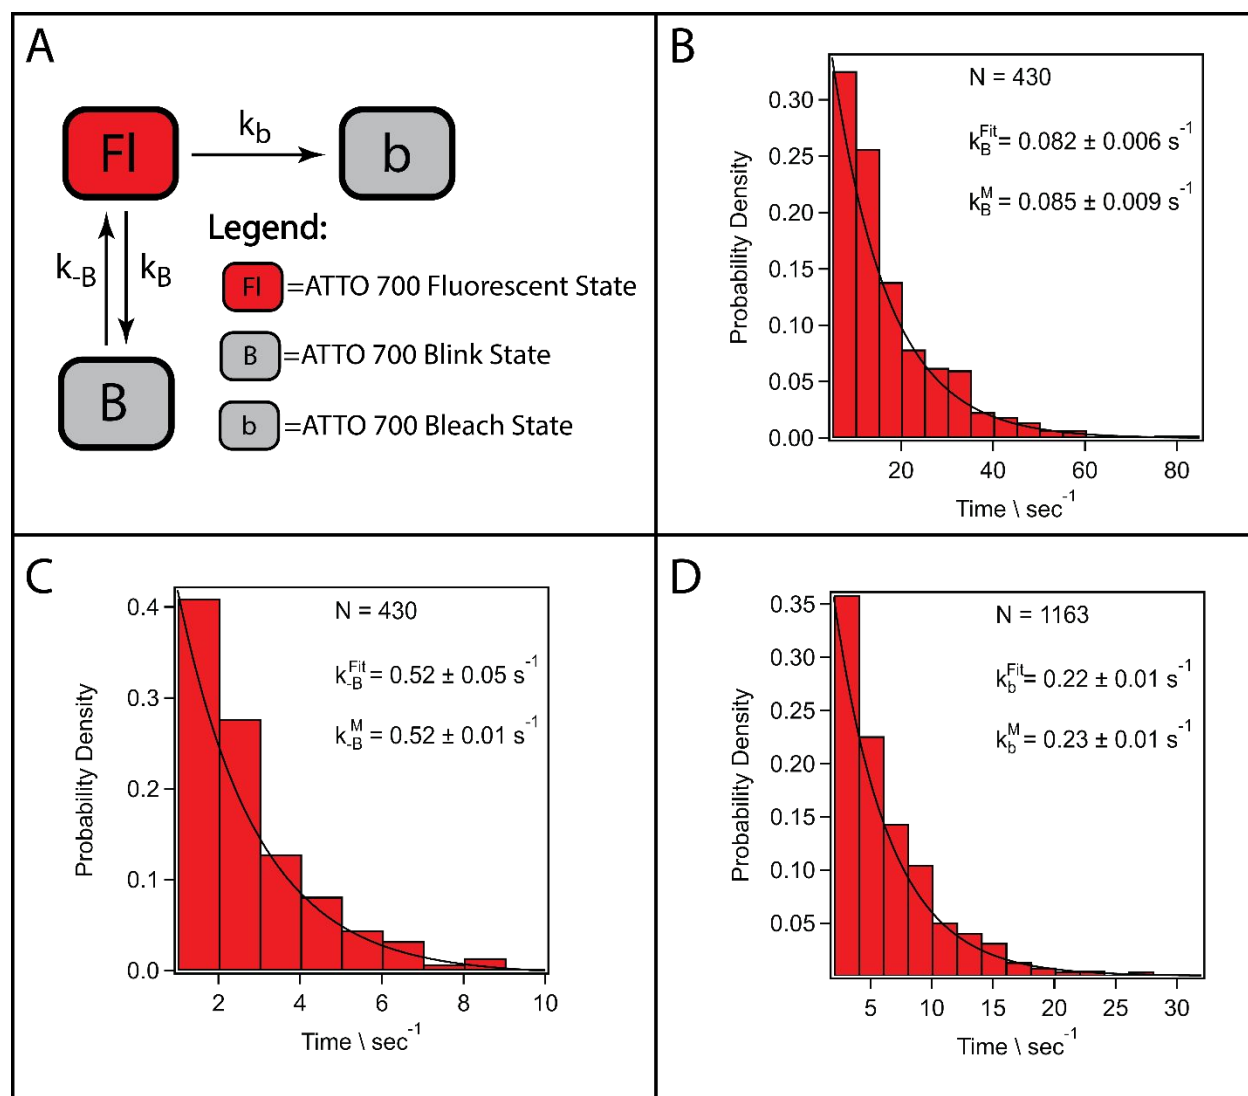 A
Fl
k_b
b
k_-B
k_B
B
Legend:
Fl =ATTO 700 Fluorescent State
B =ATTO 700 Blink State
b =ATTO 700 Bleach State
B
N = 430
k_B^Fit = 0.082 ± 0.006 s^-1
k_B^M = 0.085 ± 0.009 s^-1
Probability Density
0.30
0.25
0.20
0.15
0.10
0.05
0.00
20 40 60 80
Time \ sec^-1
C
N = 430
k_-B^Fit = 0.52 ± 0.05 s^-1
k_-B^M = 0.52 ± 0.01 s^-1
Probability Density
0.4
0.3
0.2
0.1
0.0
2 4 6 8 10
Time \ sec^-1
D
N = 1163
k_b^Fit = 0.22 ± 0.01 s^-1
k_b^M = 0.23 ± 0.01 s^-1
Probability Density
0.35
0.30
0.25
0.20
0.15
0.10
0.05
5 10 15 20 25 30
Time \ sec^-1